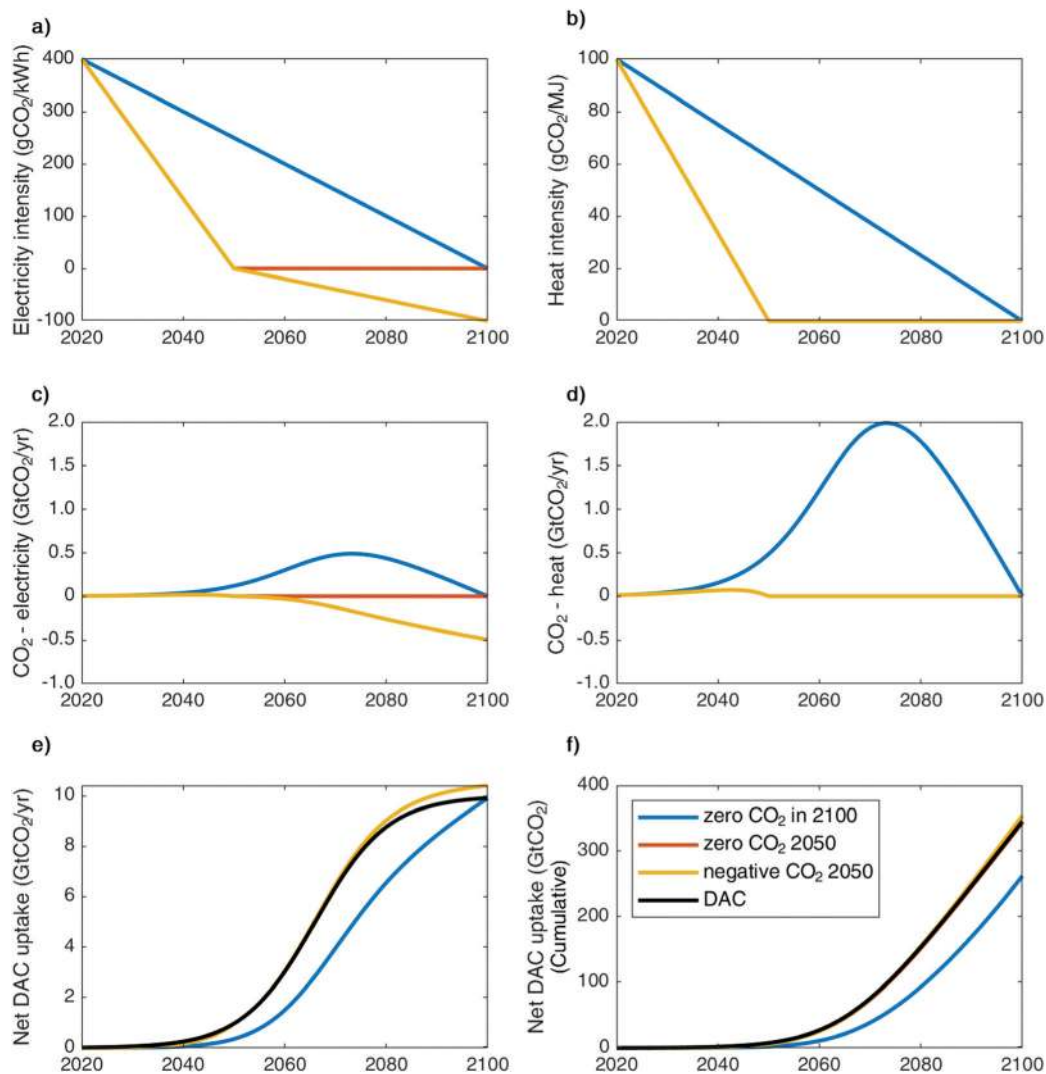 a)
Electricity intensity (gCO₂/kWh)
400
300
200
100
0
-100
2020 2040 2060 2080 2100
b)
Heat intensity (gCO₂/MJ)
100
80
60
40
20
0
2020 2040 2060 2080 2100
c)
CO₂ - electricity (GtCO₂/yr)
2.0
1.5
1.0
0.5
0
-0.5
-1.0
2020 2040 2060 2080 2100
d)
CO₂ - heat (GtCO₂/yr)
2.0
1.5
1.0
0.5
0
-0.5
-1.0
2020 2040 2060 2080 2100
e)
Net DAC uptake (GtCO₂/yr)
10
8
6
4
2
0
2020 2040 2060 2080 2100
f)
Net DAC uptake (GtCO₂)
(Cumulative)
400
300
200
100
0
zero CO₂ in 2100
zero CO₂ 2050
negative CO₂ 2050
DAC
2020 2040 2060 2080 2100